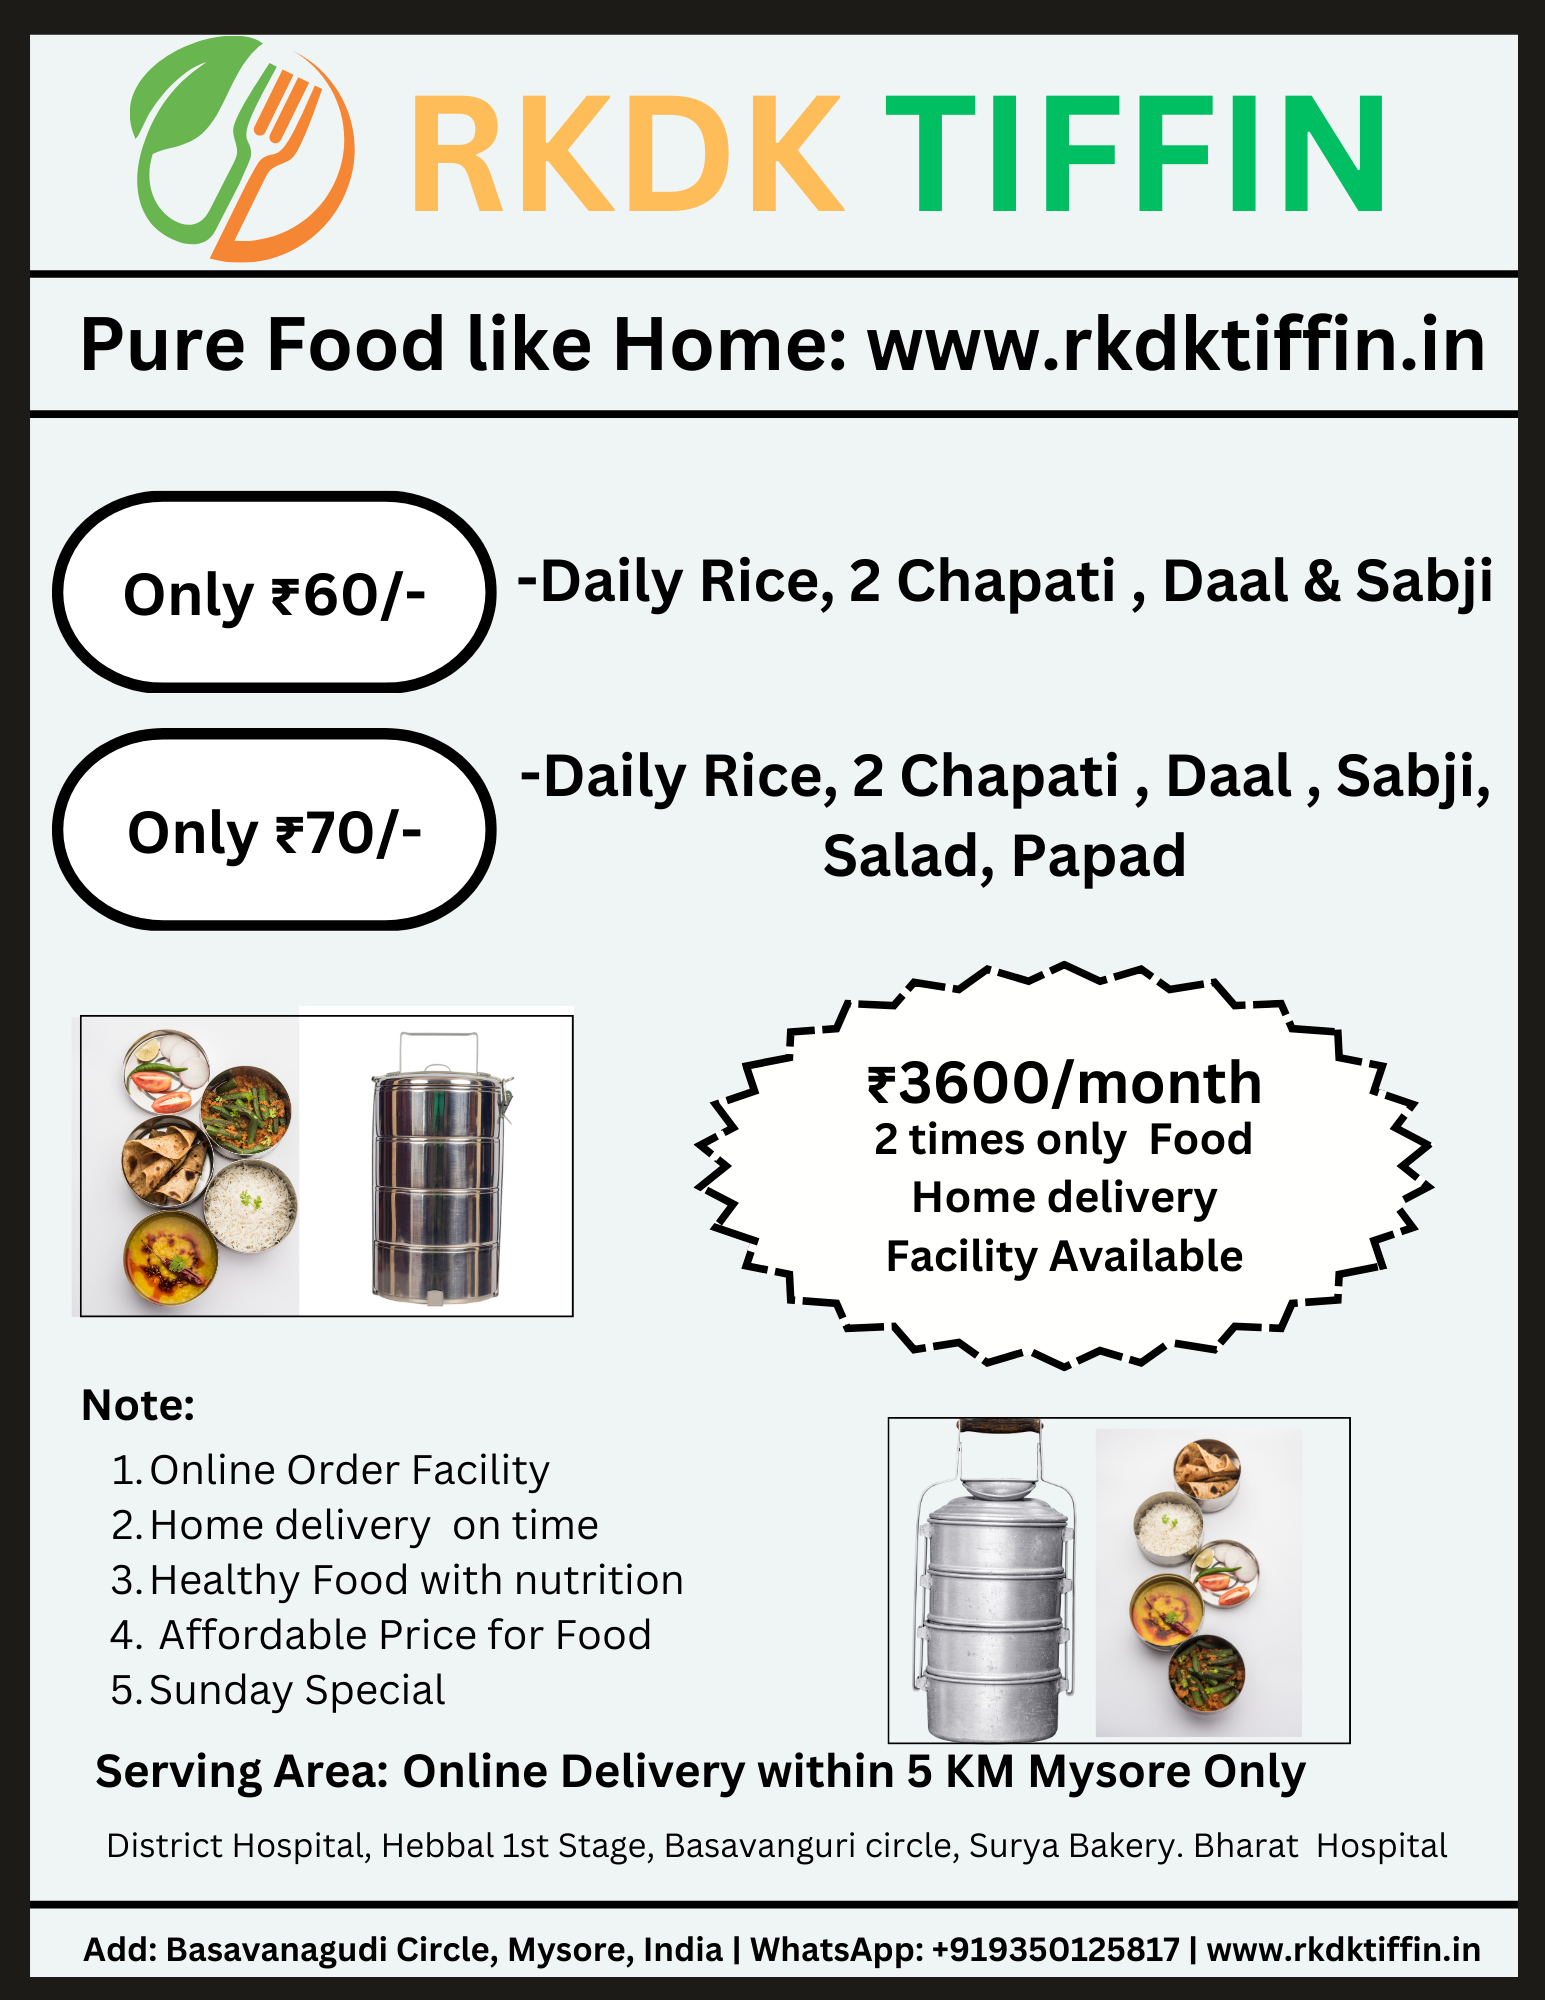 RKDK TIFFIN
Pure Food like Home: www.rkdktiffin.in
Only ₹60/-
-Daily Rice, 2 Chapati , Daal & Sabji
Only ₹70/-
-Daily Rice, 2 Chapati , Daal , Sabji,
Salad, Papad
₹3600/month
2 times only  Food
Home delivery
Facility Available
Note:
1. Online Order Facility
2. Home delivery  on time
3. Healthy Food with nutrition
4.  Affordable Price for Food
5. Sunday Special
Serving Area: Online Delivery within 5 KM Mysore Only
District Hospital, Hebbal 1st Stage, Basavanguri circle, Surya Bakery. Bharat  Hospital
Add: Basavanagudi Circle, Mysore, India | WhatsApp: +919350125817 | www.rkdktiffin.in